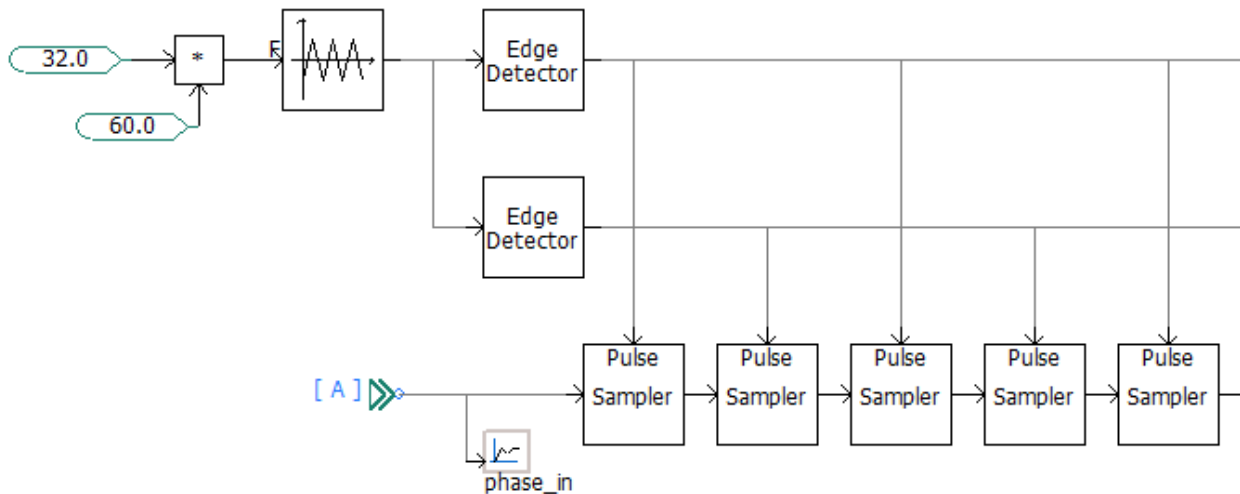 32.0
*
60.0
F
Edge
Detector
Edge
Detector
[ A ]
phase_in
Pulse
Sampler
Pulse
Sampler
Pulse
Sampler
Pulse
Sampler
Pulse
Sampler